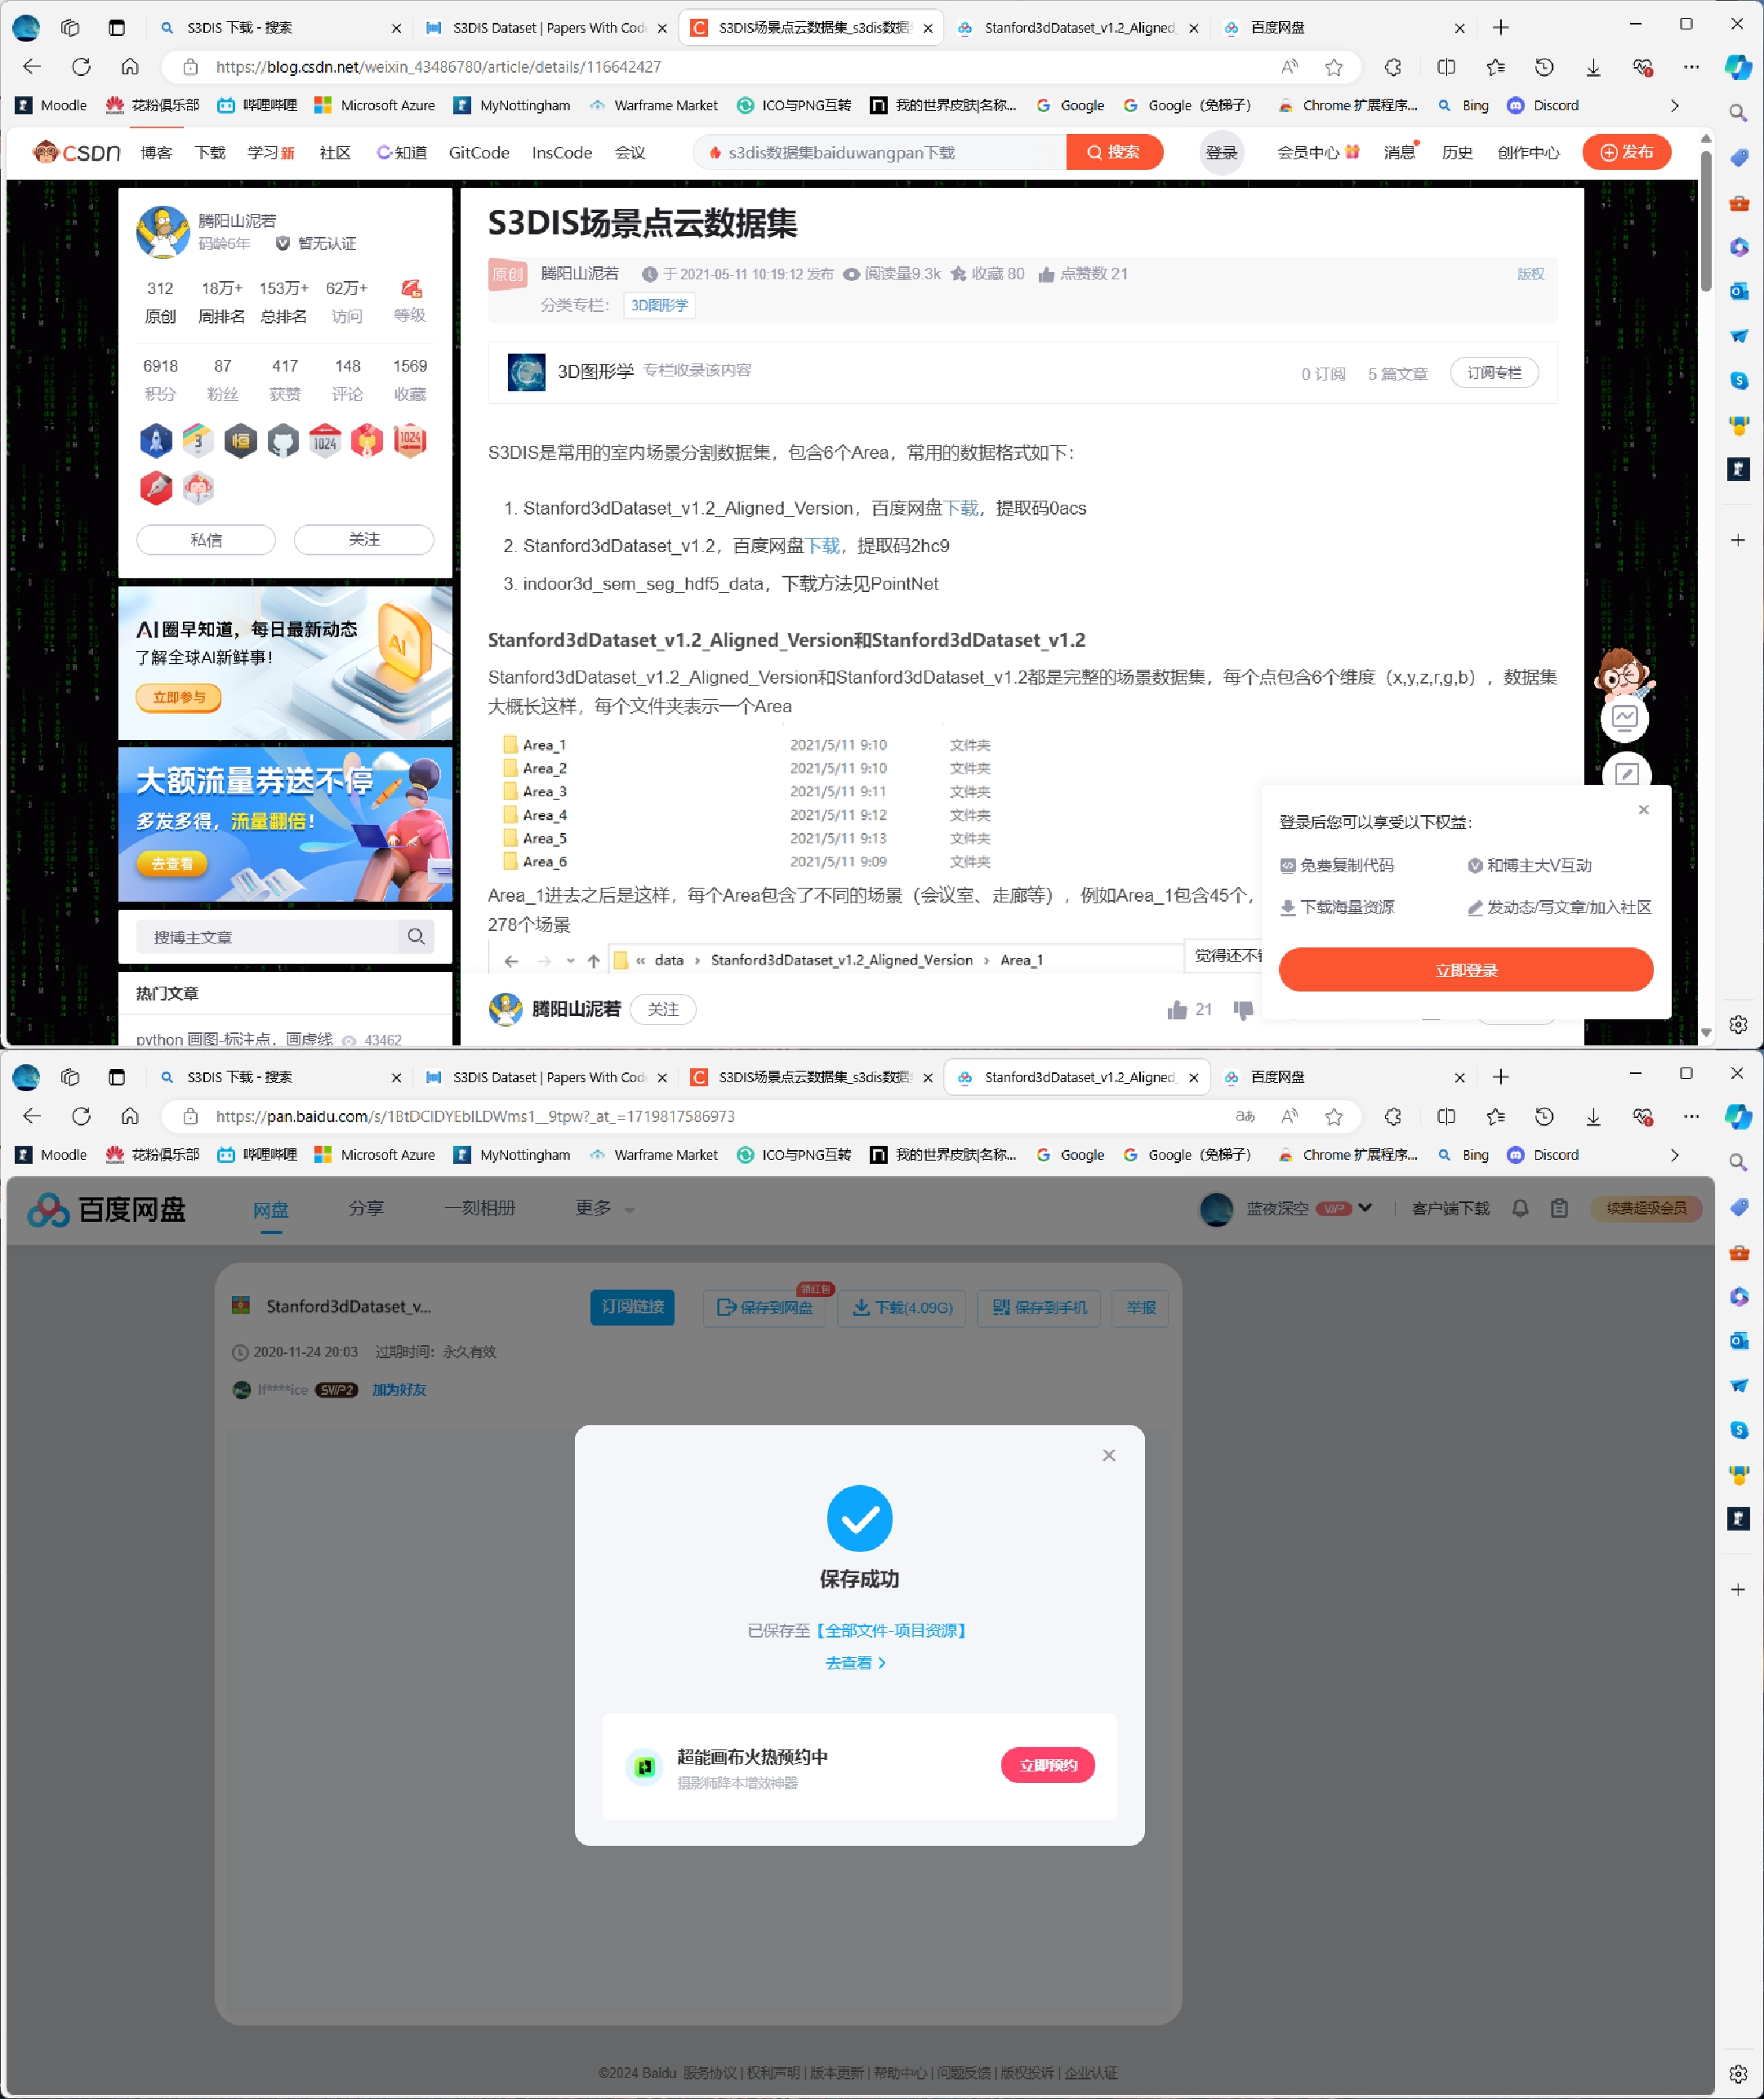 S3DIS 下载 - 搜索
S3DIS Dataset | Papers With Code
S3DIS场景点云数据集_s3dis数据集
Stanford3dDataset_v1.2_Aligned_
百度网盘
https://blog.csdn.net/weixin_43486780/article/details/116642427
Moodle 花粉俱乐部 哔哩哔哩 Microsoft Azure MyNottingham Warframe Market ICO与PNG互转 我的世界皮肤|名称... Google Google（免梯子） Chrome 扩展程序... Bing Discord
CSDN 博客 下载 学习新 社区 C知道 GitCode InsCode 会议 s3dis数据集baiduwangpan下载 搜索 登录 会员中心 消息 历史 创作中心 发布
腾阳山泥若
码龄6年 暂无认证
312 18万+ 153万+ 62万+
原创 周排名 总排名 访问 等级
6918 87 417 148 1569
积分 粉丝 获赞 评论 收藏
私信 关注
AI圈早知道，每日最新动态
了解全球AI新鲜事！
立即参与
大额流量券送不停
多发多得，流量翻倍！
去查看
搜博主文章
热门文章
python 画图-标注点，画虚线 43462
S3DIS场景点云数据集
原创 腾阳山泥若 于 2021-05-11 10:19:12 发布 阅读量9.3k 收藏 80 点赞数 21 版权
分类专栏： 3D图形学
3D图形学 专栏收录该内容 0 订阅 5 篇文章 订阅专栏
S3DIS是常用的室内场景分割数据集，包含6个Area，常用的数据格式如下：
1. Stanford3dDataset_v1.2_Aligned_Version，百度网盘下载，提取码0acs
2. Stanford3dDataset_v1.2，百度网盘下载，提取码2hc9
3. indoor3d_sem_seg_hdf5_data，下载方法见PointNet
Stanford3dDataset_v1.2_Aligned_Version和Stanford3dDataset_v1.2
Stanford3dDataset_v1.2_Aligned_Version和Stanford3dDataset_v1.2都是完整的场景数据集，每个点包含6个维度（x,y,z,r,g,b），数据集
大概长这样，每个文件夹表示一个Area
Area_1 2021/5/11 9:10 文件夹
Area_2 2021/5/11 9:10 文件夹
Area_3 2021/5/11 9:11 文件夹
Area_4 2021/5/11 9:12 文件夹
Area_5 2021/5/11 9:13 文件夹
Area_6 2021/5/11 9:09 文件夹
Area_1进去之后是这样，每个Area包含了不同的场景（会议室、走廊等），例如Area_1包含45个，
278个场景
« data › Stanford3dDataset_v1.2_Aligned_Version › Area_1
觉得还不错
腾阳山泥若 关注 21
登录后您可以享受以下权益：
免费复制代码 和博主大V互动
下载海量资源 发动态/写文章/加入社区
立即登录
S3DIS 下载 - 搜索
S3DIS Dataset | Papers With Code
S3DIS场景点云数据集_s3dis数据集
Stanford3dDataset_v1.2_Aligned_
百度网盘
https://pan.baidu.com/s/1BtDCIDYEbILDWms1__9tpw?_at_=1719817586973
Moodle 花粉俱乐部 哔哩哔哩 Microsoft Azure MyNottingham Warframe Market ICO与PNG互转 我的世界皮肤|名称... Google Google（免梯子） Chrome 扩展程序... Bing Discord
百度网盘 网盘 分享 一刻相册 更多 蓝夜深空 VIP 客户端下载 续费超级会员
Stanford3dDataset_v... 订阅链接 领红包 保存到网盘 下载(4.09G) 保存到手机 举报
2020-11-24 20:03 过期时间：永久有效
lf****ice SVIP2 加为好友
保存成功
已保存至【全部文件-项目资源】
去查看 >
超能画布火热预约中
摄影师降本增效神器
立即预约
©2024 Baidu 服务协议 | 权利声明 | 版本更新 | 帮助中心 | 问题反馈 | 版权投诉 | 企业认证